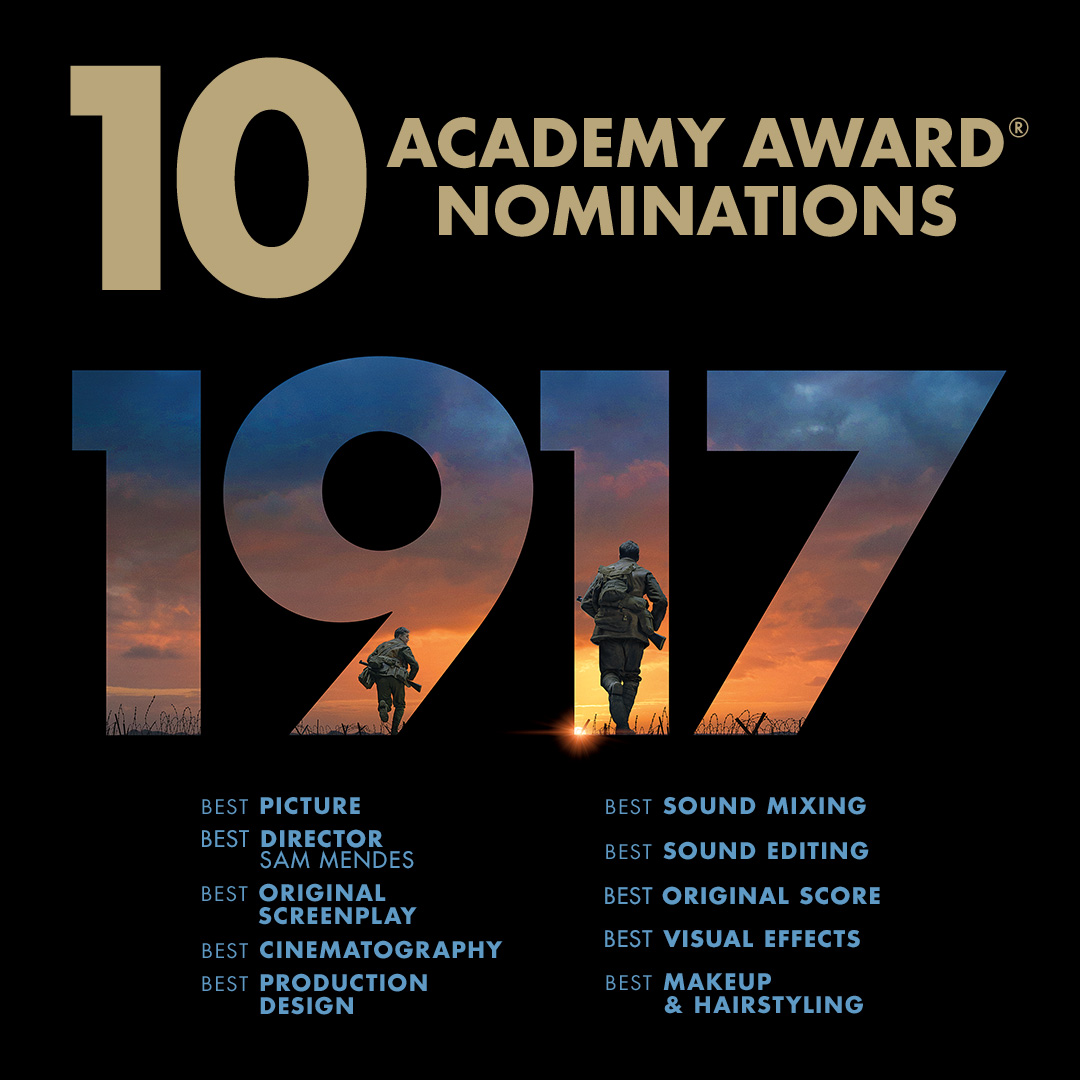 10
ACADEMY AWARD®
NOMINATIONS
1917
BEST PICTURE
BEST DIRECTOR
SAM MENDES
BEST ORIGINAL
SCREENPLAY
BEST CINEMATOGRAPHY
BEST PRODUCTION
DESIGN
BEST SOUND MIXING
BEST SOUND EDITING
BEST ORIGINAL SCORE
BEST VISUAL EFFECTS
BEST MAKEUP
& HAIRSTYLING